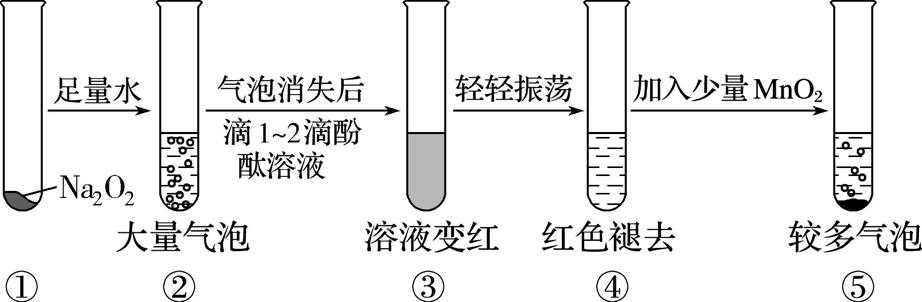 足量水
气泡消失后
滴1~2滴酚
酞溶液
轻轻振荡
加入少量MnO₂
Na₂O₂
大量气泡
溶液变红
红色褪去
较多气泡
①
②
③
④
⑤